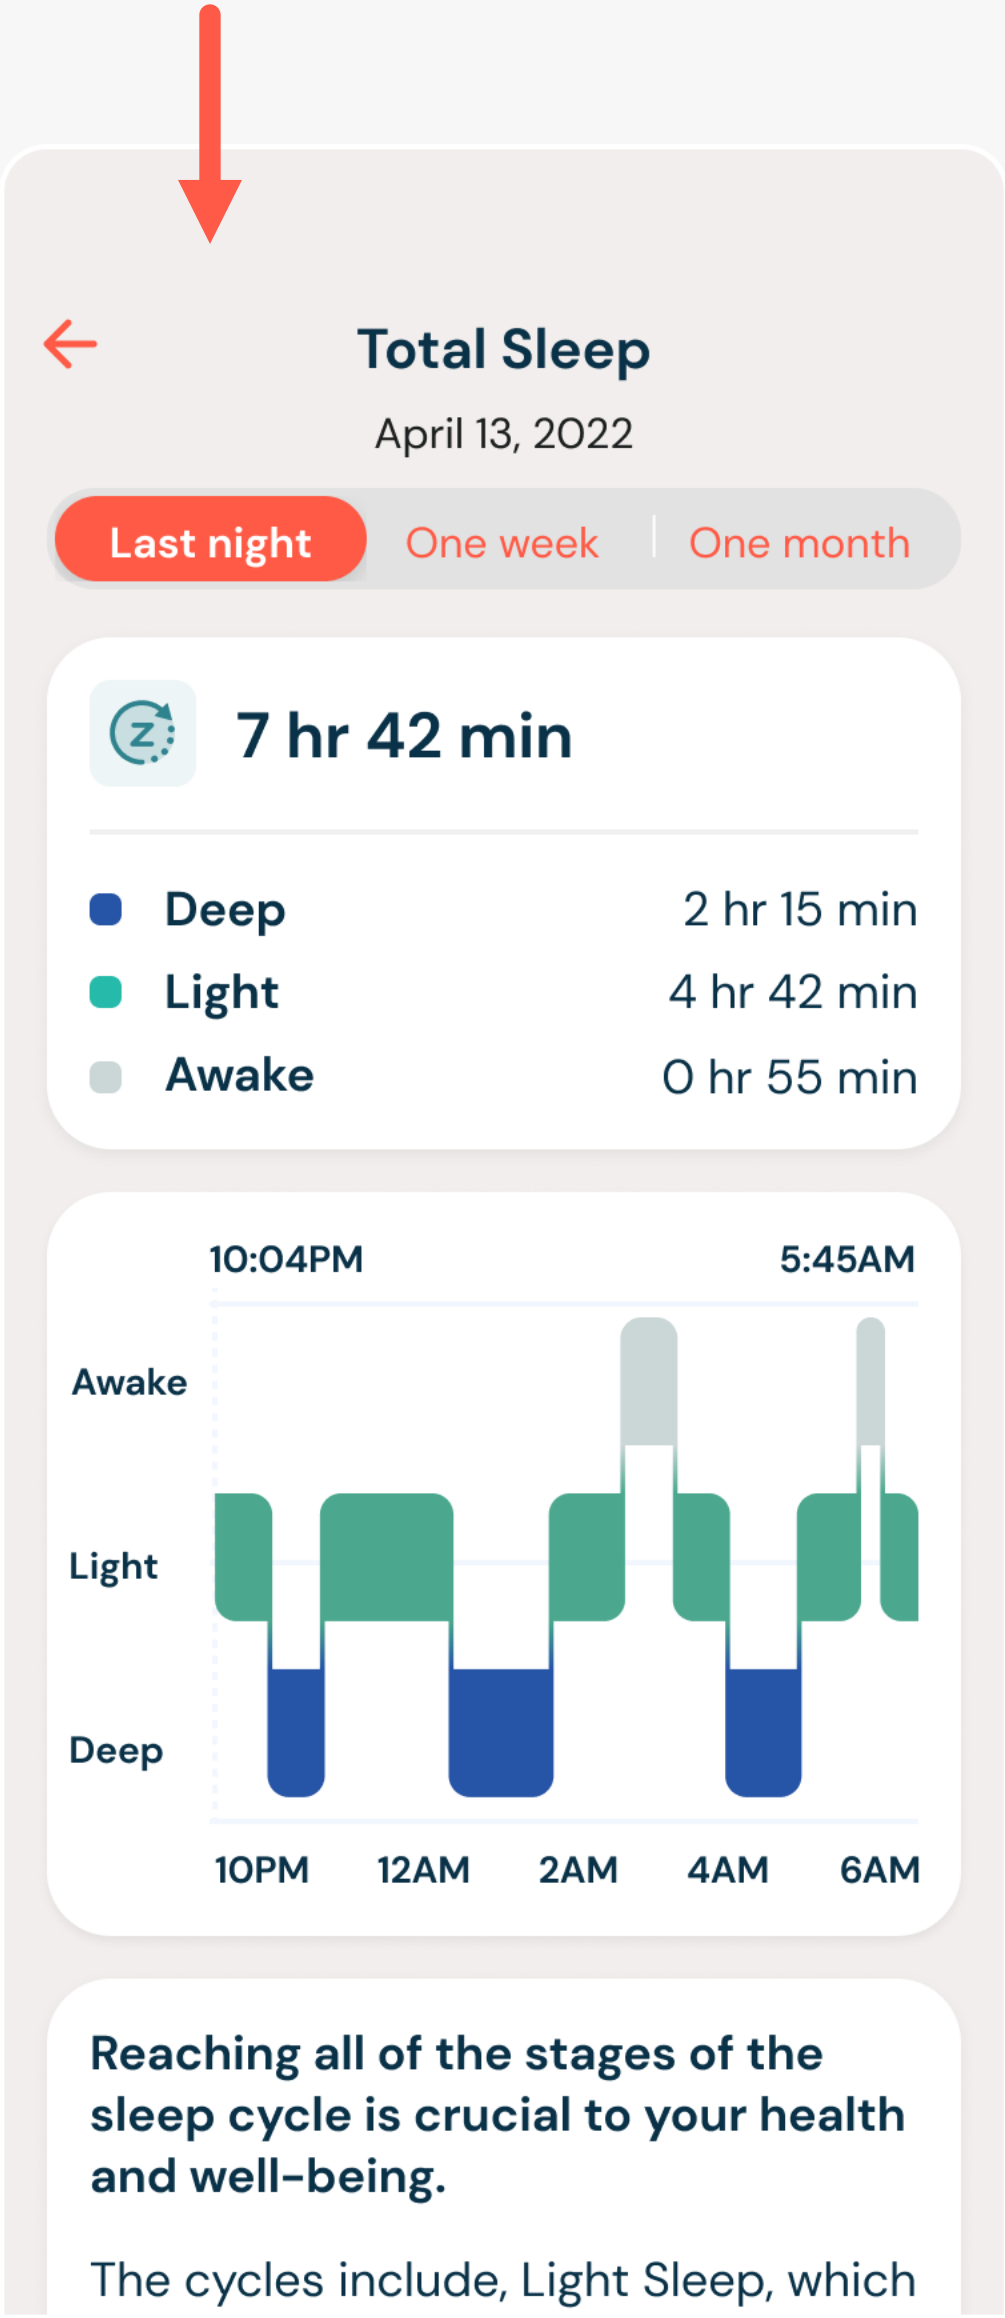 Total Sleep
April 13, 2022
Last night One week One month
z 7 hr 42 min
Deep 2 hr 15 min
Light 4 hr 42 min
Awake 0 hr 55 min
10:04PM 5:45AM
Awake
Light
Deep
10PM 12AM 2AM 4AM 6AM
Reaching all of the stages of the
sleep cycle is crucial to your health
and well-being.
The cycles include, Light Sleep, which